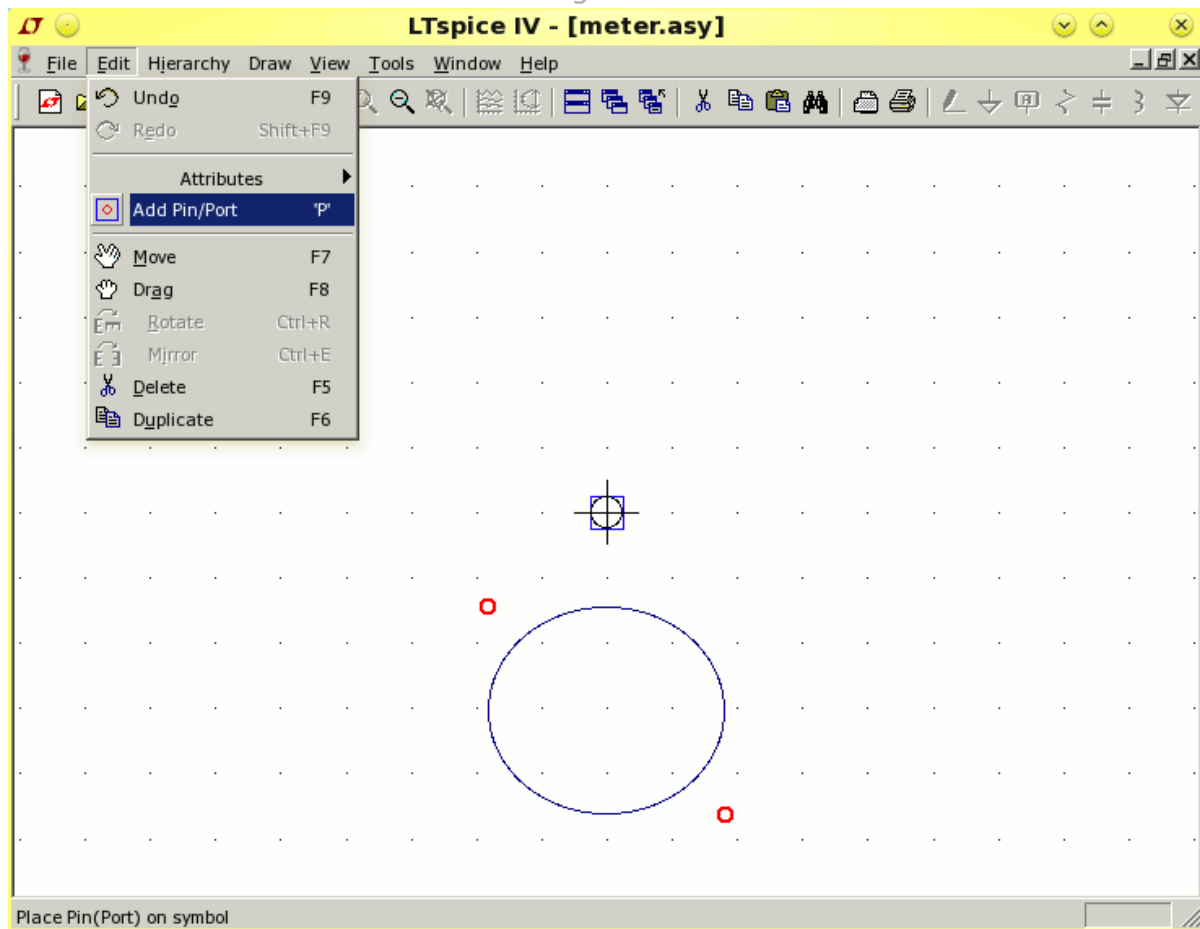 LTspice IV - [meter.asy]
File Edit Hierarchy Draw View Tools Window Help
Undo F9
Redo Shift+F9
Attributes
Add Pin/Port 'P'
Move F7
Drag F8
Rotate Ctrl+R
Mirror Ctrl+E
Delete F5
Duplicate F6
Place Pin(Port) on symbol